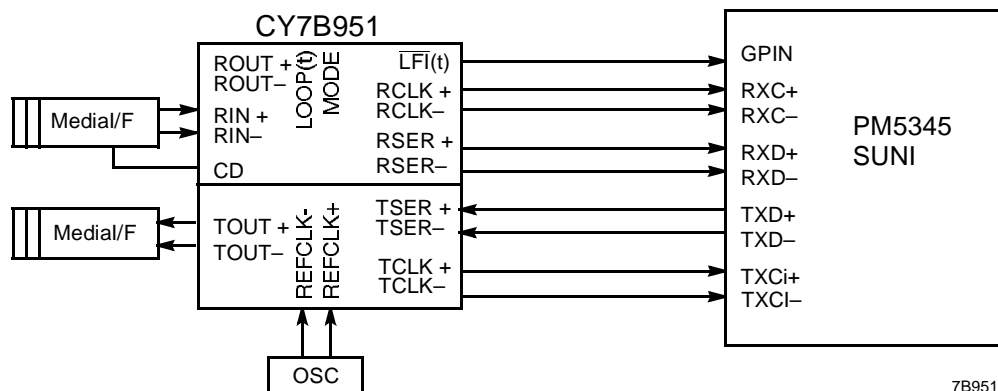 CY7B951
ROUT +
ROUT–
RIN +
RIN–
CD
LOOP(t)
MODE
LFI(t)
RCLK +
RCLK–
RSER +
RSER–
TOUT +
TOUT–
REFCLK-
REFCLK+
TSER +
TSER–
TCLK +
TCLK–
Medial/F
Medial/F
OSC
GPIN
RXC+
RXC–
RXD+
RXD–
TXD+
TXD–
TXCi+
TXCI–
PM5345
SUNI
7B951